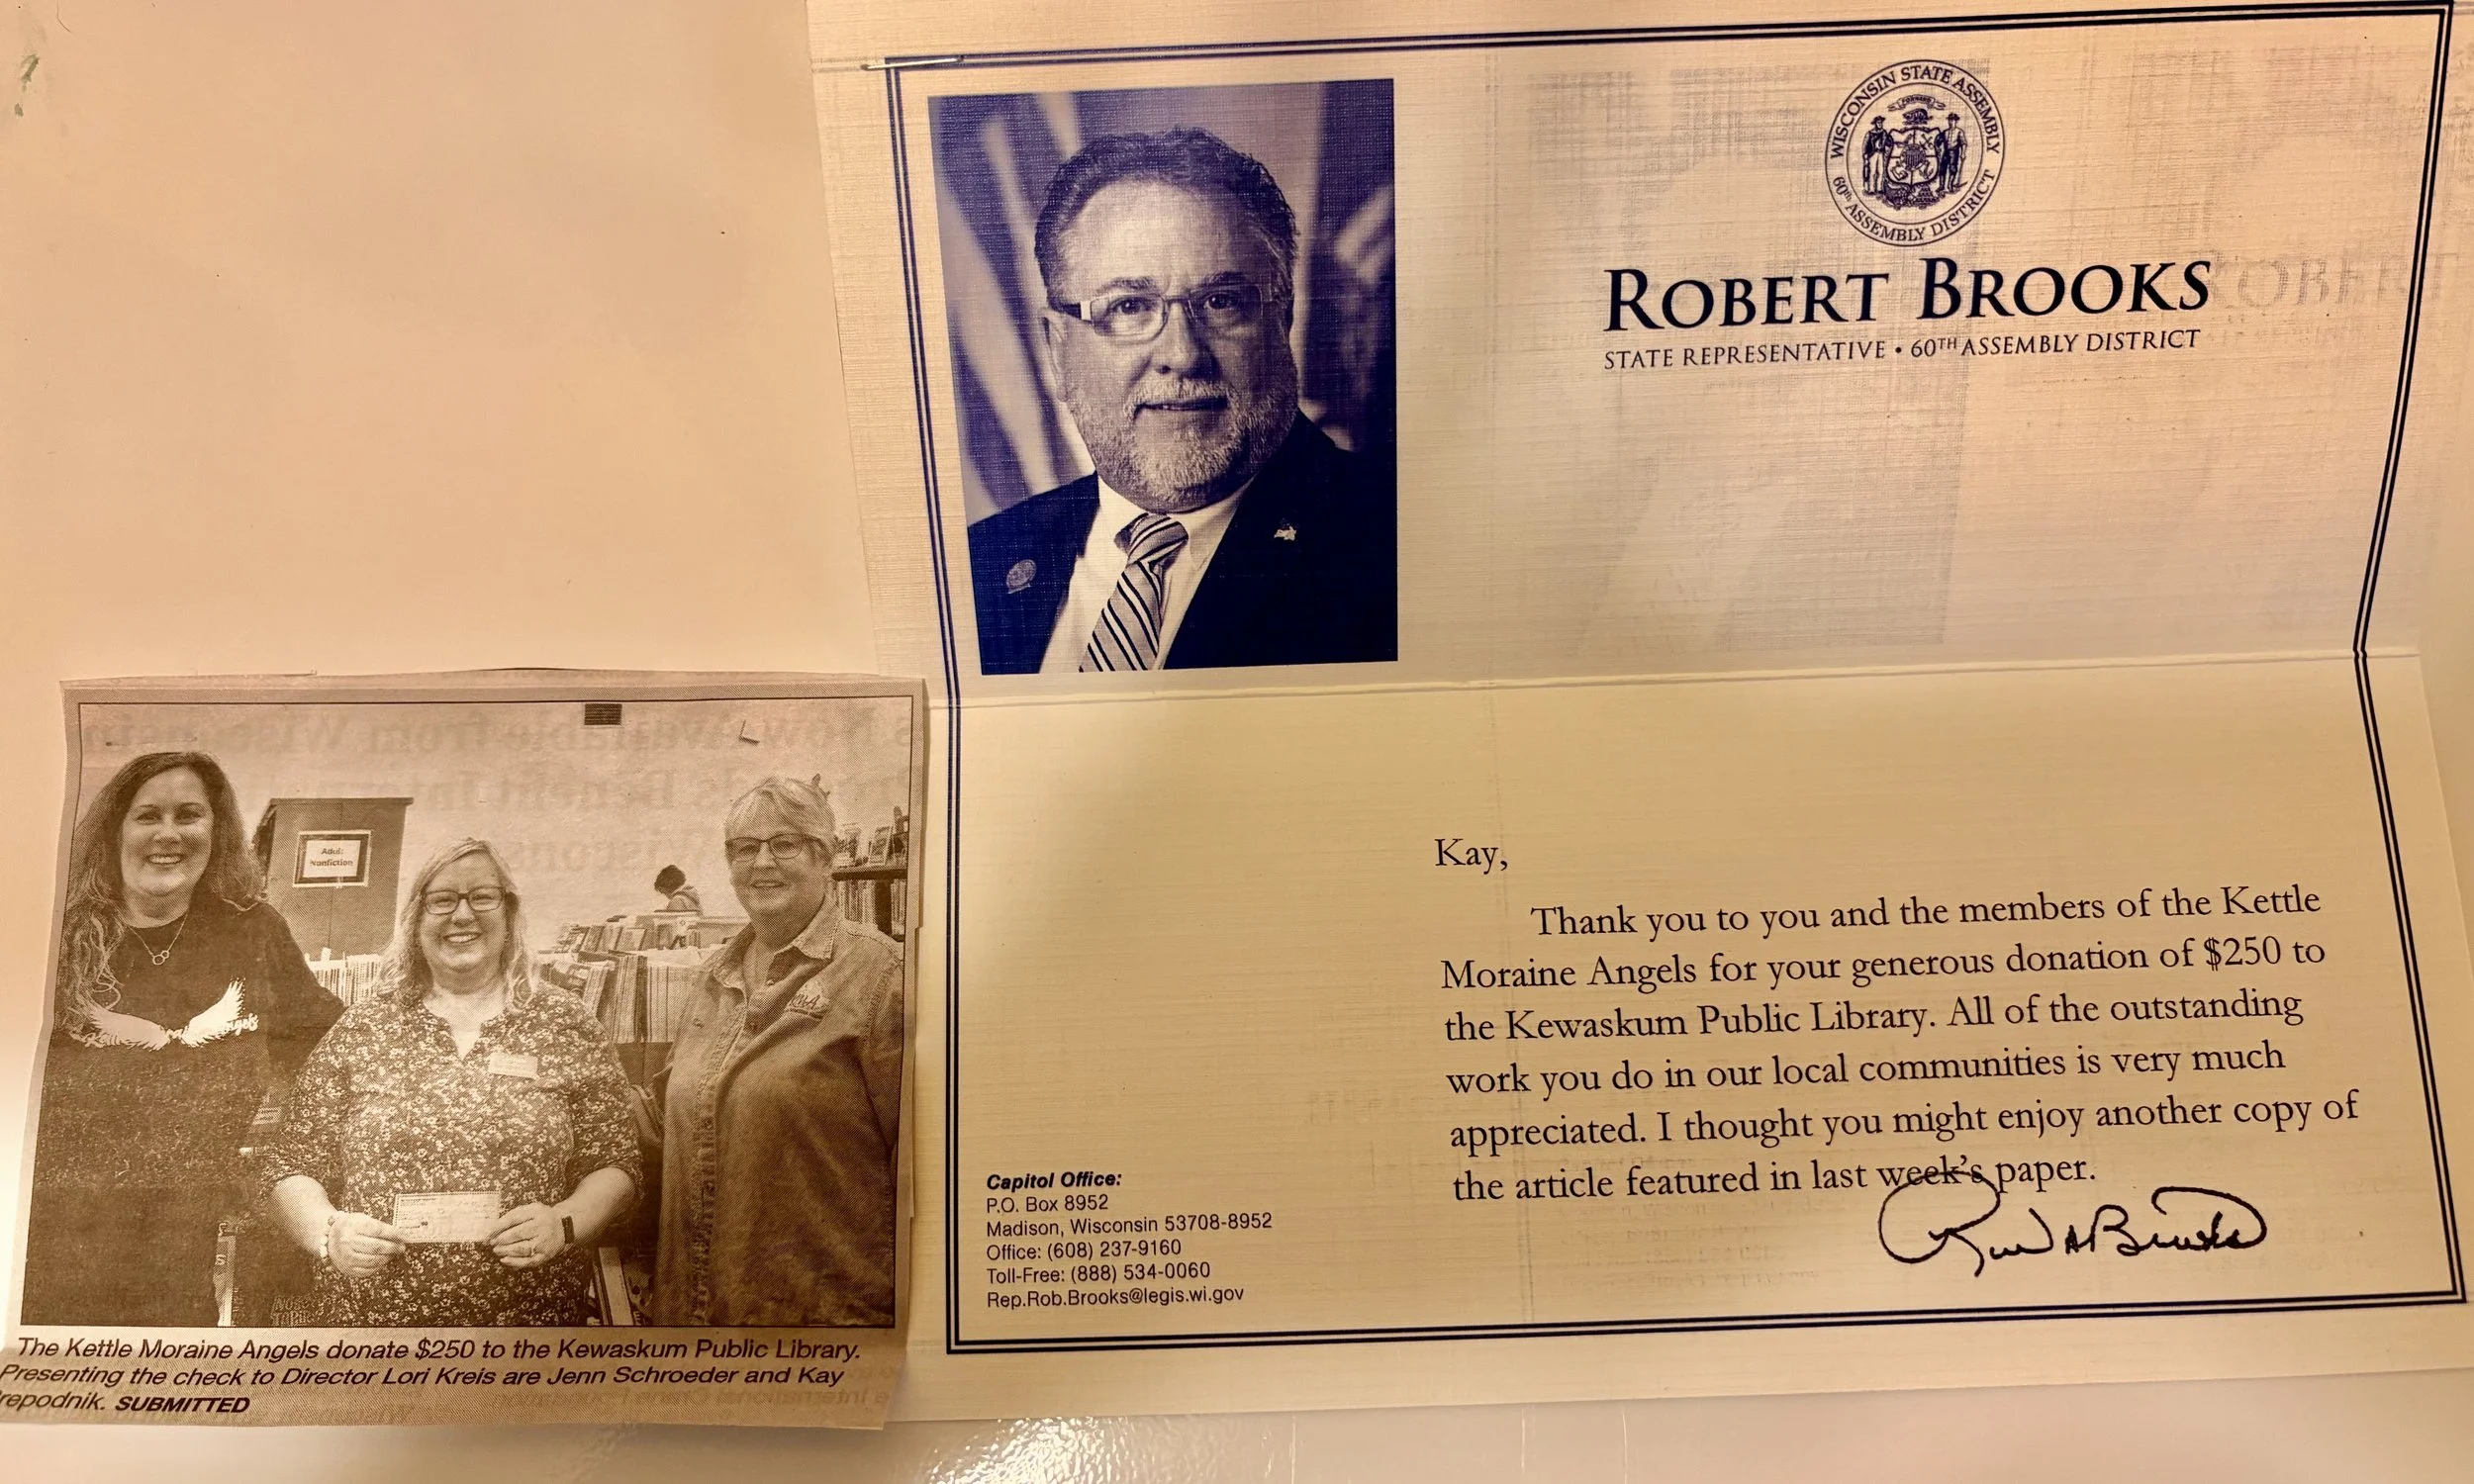 WISCONSIN STATE ASSEMBLY
60th ASSEMBLY DISTRICT
FORWARD
ROBERT BROOKS
STATE REPRESENTATIVE • 60TH ASSEMBLY DISTRICT
Kay,
Thank you to you and the members of the Kettle
Moraine Angels for your generous donation of $250 to
the Kewaskum Public Library. All of the outstanding
work you do in our local communities is very much
appreciated. I thought you might enjoy another copy of
the article featured in last week's paper.
Capitol Office:
P.O. Box 8952
Madison, Wisconsin 53708-8952
Office: (608) 237-9160
Toll-Free: (888) 534-0060
Rep.Rob.Brooks@legis.wi.gov
Adult
Nonfiction
The Kettle Moraine Angels donate $250 to the Kewaskum Public Library.
Presenting the check to Director Lori Kreis are Jenn Schroeder and Kay
repodnik. SUBMITTED